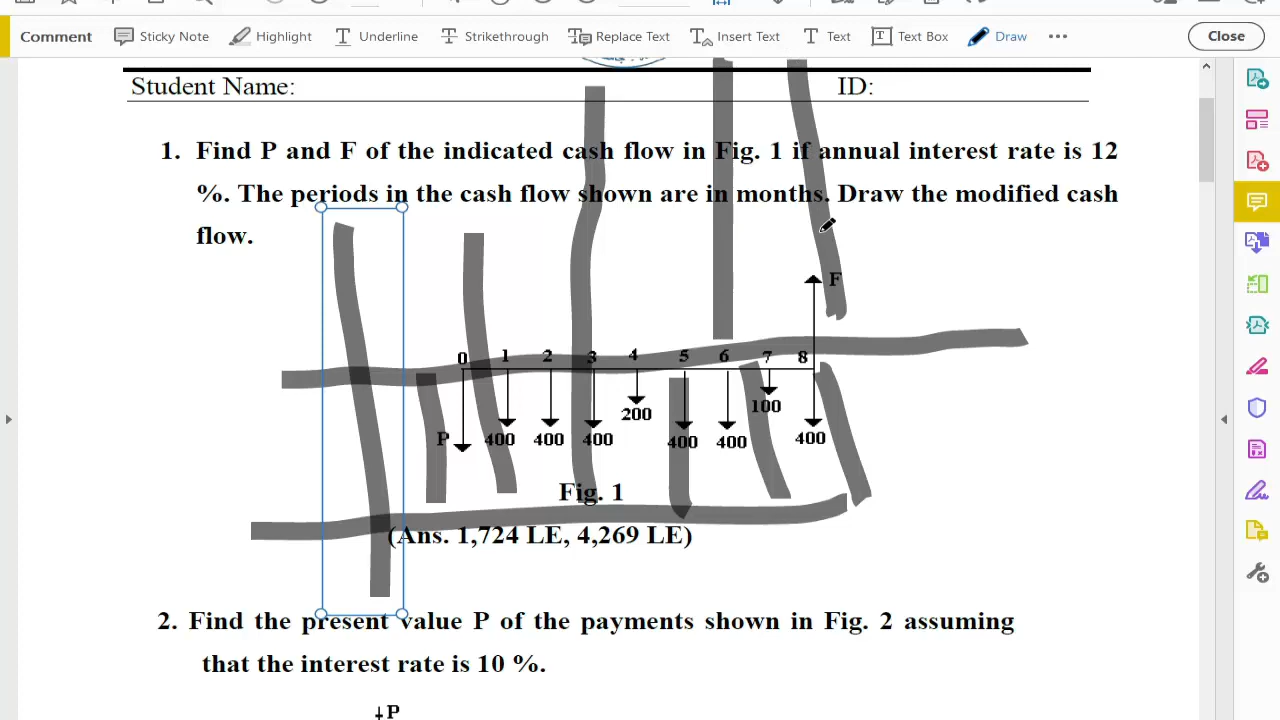 Comment Sticky Note Highlight Underline Strikethrough Replace Text Insert Text Text Text Box Draw Close
Student Name: ID:
1. Find P and F of the indicated cash flow in Fig. 1 if annual interest rate is 12
%. The periods in the cash flow shown are in months. Draw the modified cash
flow.
F
0 1 2 3 4 5 6 7 8
100
200
P 400 400 400 400 400 400
Fig. 1
(Ans. 1,724 LE, 4,269 LE)
2. Find the present value P of the payments shown in Fig. 2 assuming
that the interest rate is 10 %.
P